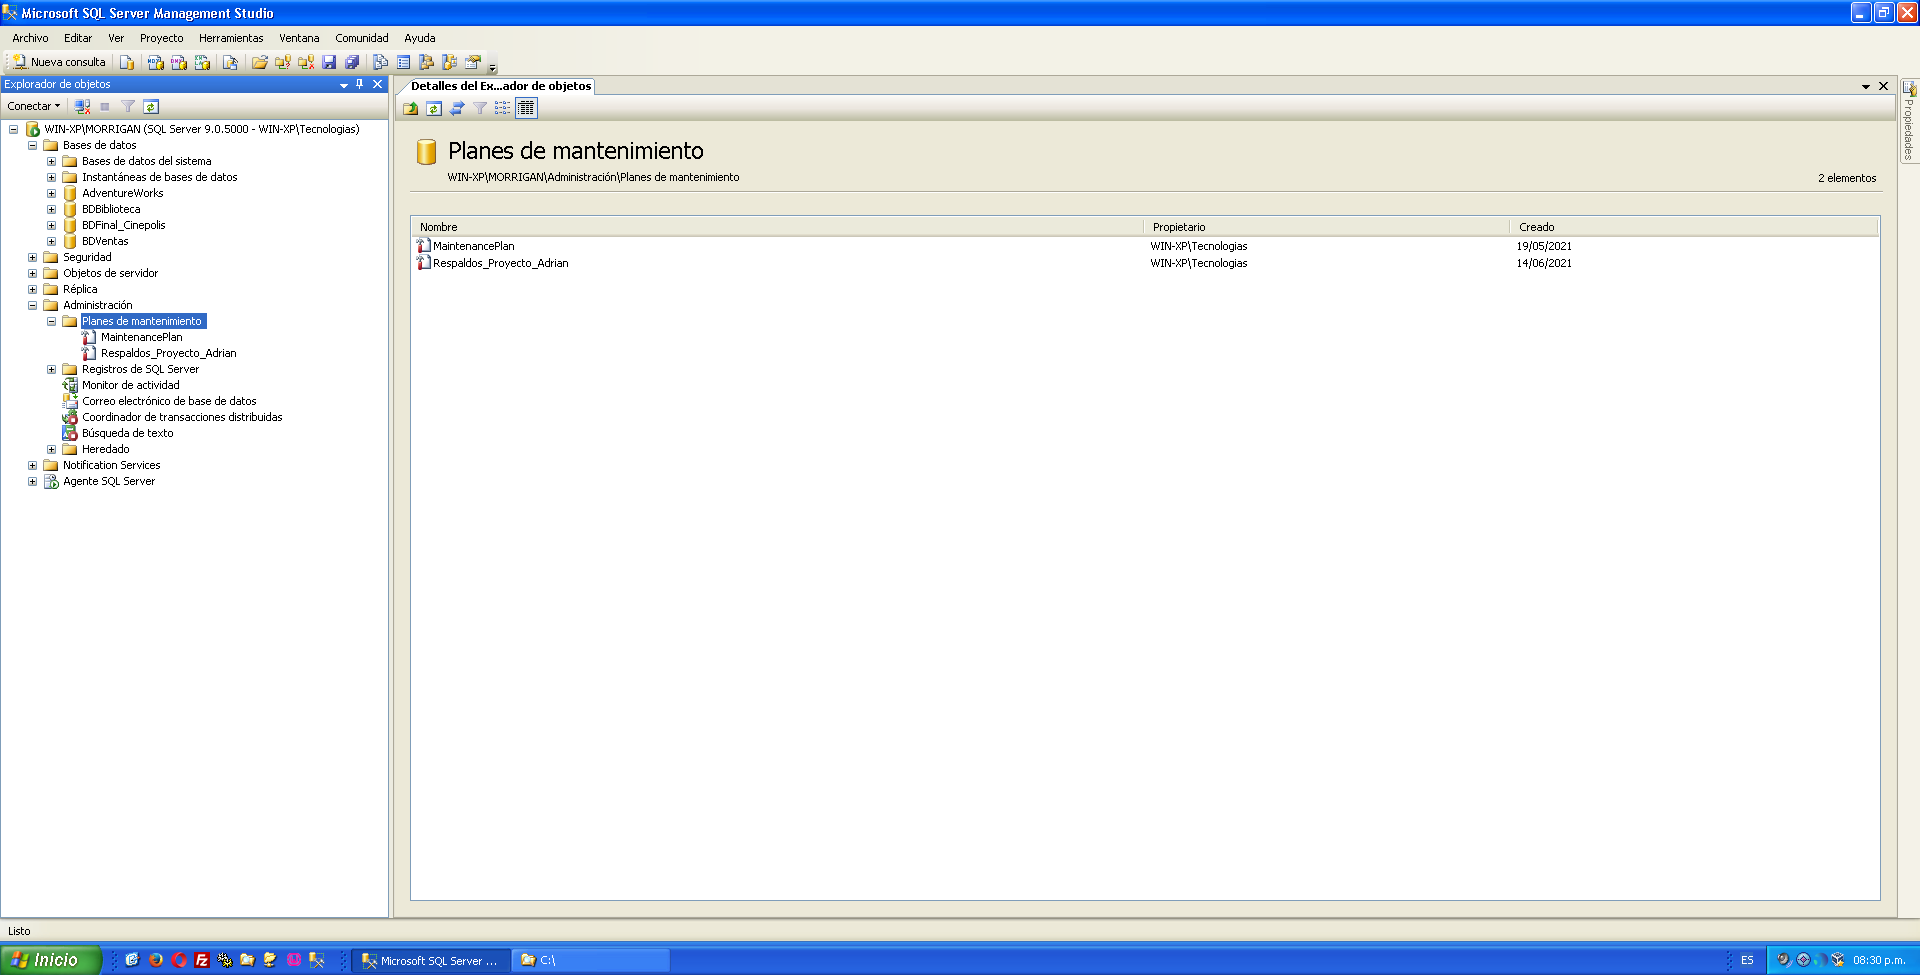 Microsoft SQL Server Management Studio
Archivo Editar Ver Proyecto Herramientas Ventana Comunidad Ayuda
Nueva consulta
Explorador de objetos
Conectar
WIN-XP\MORRIGAN (SQL Server 9.0.5000 - WIN-XP\Tecnologias)
Bases de datos
Bases de datos del sistema
Instantáneas de bases de datos
AdventureWorks
BDBiblioteca
BDFinal_Cinepolis
BDVentas
Seguridad
Objetos de servidor
Réplica
Administración
Planes de mantenimiento
MaintenancePlan
Respaldos_Proyecto_Adrian
Registros de SQL Server
Monitor de actividad
Correo electrónico de base de datos
Coordinador de transacciones distribuidas
Búsqueda de texto
Heredado
Notification Services
Agente SQL Server
Detalles del Ex...ador de objetos
Planes de mantenimiento
WIN-XP\MORRIGAN\Administración\Planes de mantenimiento
2 elementos
Nombre Propietario Creado
MaintenancePlan WIN-XP\Tecnologias 19/05/2021
Respaldos_Proyecto_Adrian WIN-XP\Tecnologias 14/06/2021
Propiedades
Listo
Inicio
Microsoft SQL Server ...
C:\
ES
08:30 p.m.